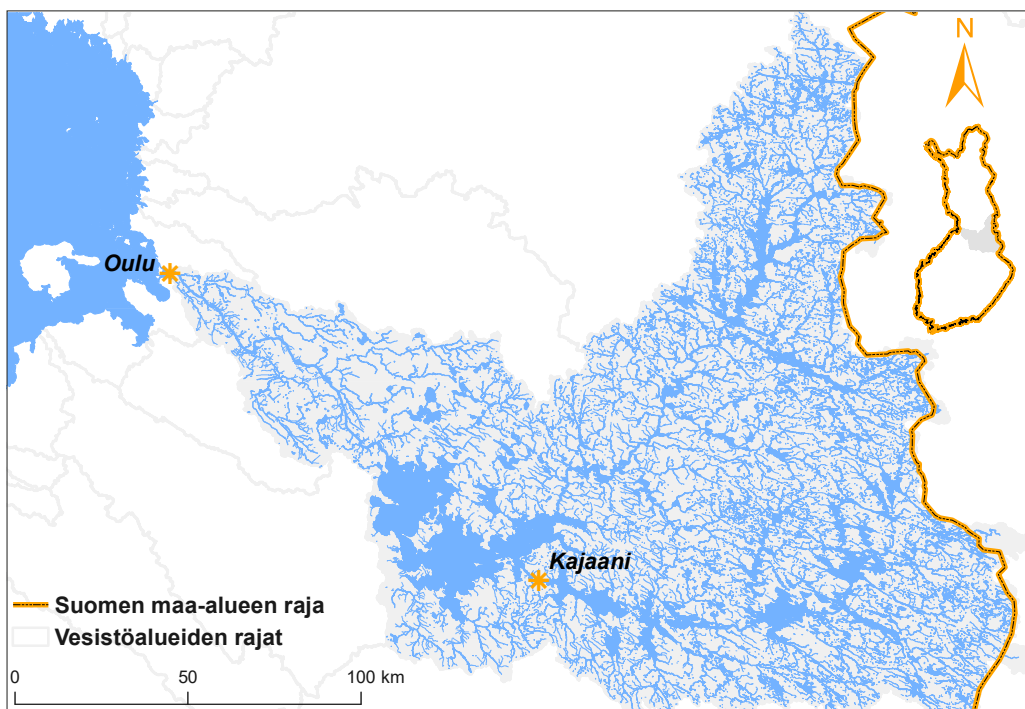 N
Oulu
Kajaani
Suomen maa-alueen raja
Vesistöalueiden rajat
0 50 100 km